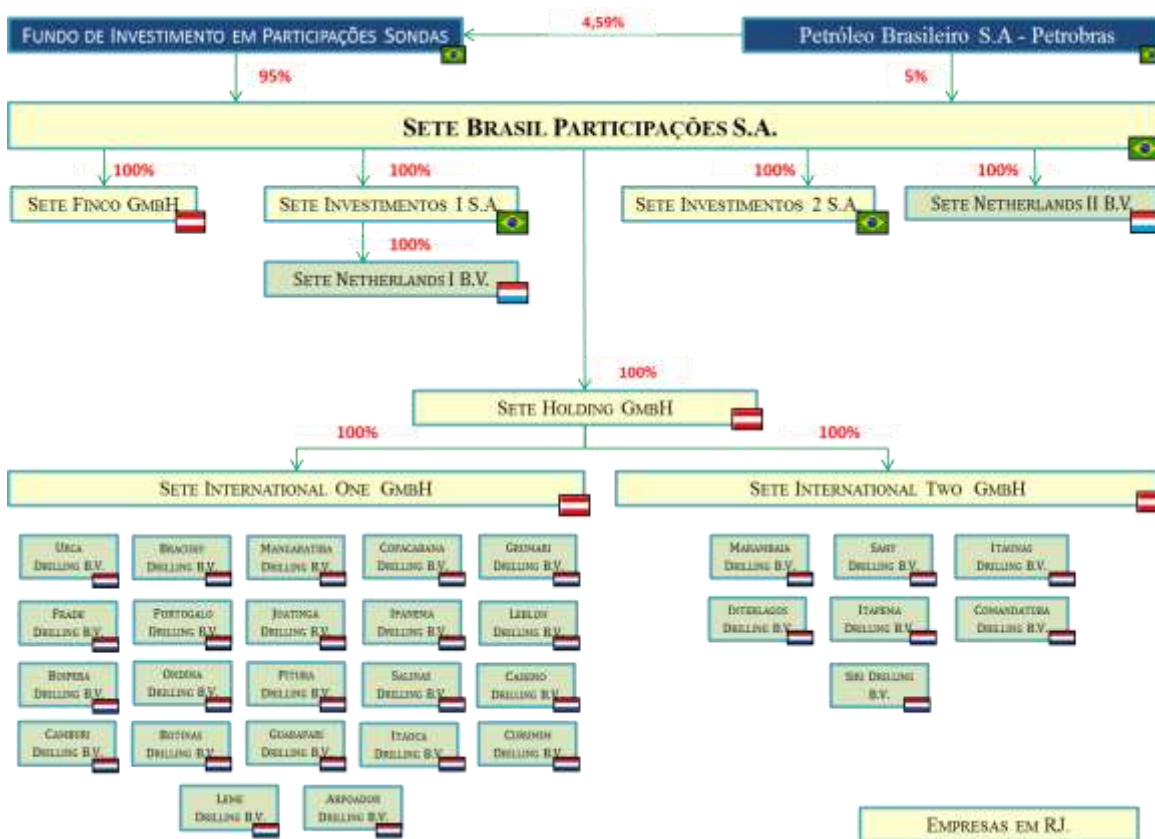 4,59%
FUNDO DE INVESTIMENTO EM PARTICIPAÇÕES SONDAS
PETRÓLEO BRASILEIRO S.A - PETROBRAS
95%
5%
SETE BRASIL PARTICIPAÇÕES S.A.
100%
100%
100%
100%
SETE FINCO GMBH
SETE INVESTIMENTOS I S.A
SETE INVESTIMENTOS 2 S.A
SETE NETHERLANDS II B.V.
100%
SETE NETHERLANDS I B.V.
100%
SETE HOLDING GMBH
100%
100%
SETE INTERNATIONAL ONE GMBH
SETE INTERNATIONAL TWO GMBH
URCA
DRILLING B.V.
BRACUHY
DRILLING B.V.
MANGARATIBA
DRILLING B.V.
COPACABANA
DRILLING B.V.
GRUMARI
DRILLING B.V.
MARAMBAIA
DRILLING B.V.
SAHY
DRILLING B.V.
ITAUNAS
DRILLING B.V.
FRADE
DRILLING B.V.
PORTOGALO
DRILLING B.V.
JOATINGA
DRILLING B.V.
IPANEMA
DRILLING B.V.
LEBLON
DRILLING B.V.
INTERLAGOS
DRILLING B.V.
ITAPEMA
DRILLING B.V.
COMANDATUBA
DRILLING B.V.
BOIPEBA
DRILLING B.V.
ONDINA
DRILLING B.V.
PITUBA
DRILLING B.V.
SALINAS
DRILLING B.V.
CASSINO
DRILLING B.V.
SIRI DRILLING
B.V.
CAMBURI
DRILLING B.V.
BOTINAS
DRILLING B.V.
GUARAPARI
DRILLING B.V.
ITAOCA
DRILLING B.V.
CURUMIM
DRILLING B.V.
LEME
DRILLING B.V.
ARPOADOR
DRILLING B.V.
EMPRESAS EM RJ.